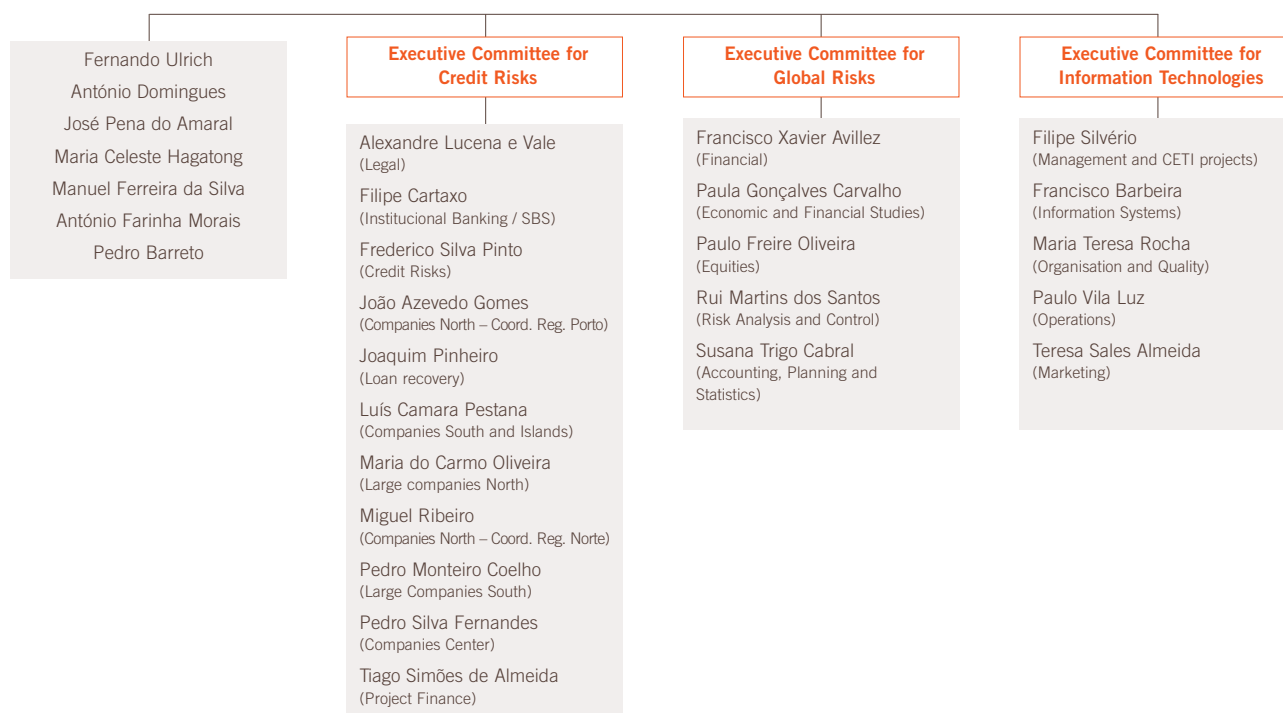 Fernando Ulrich
António Domingues
José Pena do Amaral
Maria Celeste Hagatong
Manuel Ferreira da Silva
António Farinha Morais
Pedro Barreto
Executive Committee for
Credit Risks
Alexandre Lucena e Vale
(Legal)
Filipe Cartaxo
(Institucional Banking / SBS)
Frederico Silva Pinto
(Credit Risks)
João Azevedo Gomes
(Companies North – Coord. Reg. Porto)
Joaquim Pinheiro
(Loan recovery)
Luís Camara Pestana
(Companies South and Islands)
Maria do Carmo Oliveira
(Large companies North)
Miguel Ribeiro
(Companies North – Coord. Reg. Norte)
Pedro Monteiro Coelho
(Large Companies South)
Pedro Silva Fernandes
(Companies Center)
Tiago Simões de Almeida
(Project Finance)
Executive Committee for
Global Risks
Francisco Xavier Avillez
(Financial)
Paula Gonçalves Carvalho
(Economic and Financial Studies)
Paulo Freire Oliveira
(Equities)
Rui Martins dos Santos
(Risk Analysis and Control)
Susana Trigo Cabral
(Accounting, Planning and
Statistics)
Executive Committee for
Information Technologies
Filipe Silvério
(Management and CETI projects)
Francisco Barbeira
(Information Systems)
Maria Teresa Rocha
(Organisation and Quality)
Paulo Vila Luz
(Operations)
Teresa Sales Almeida
(Marketing)